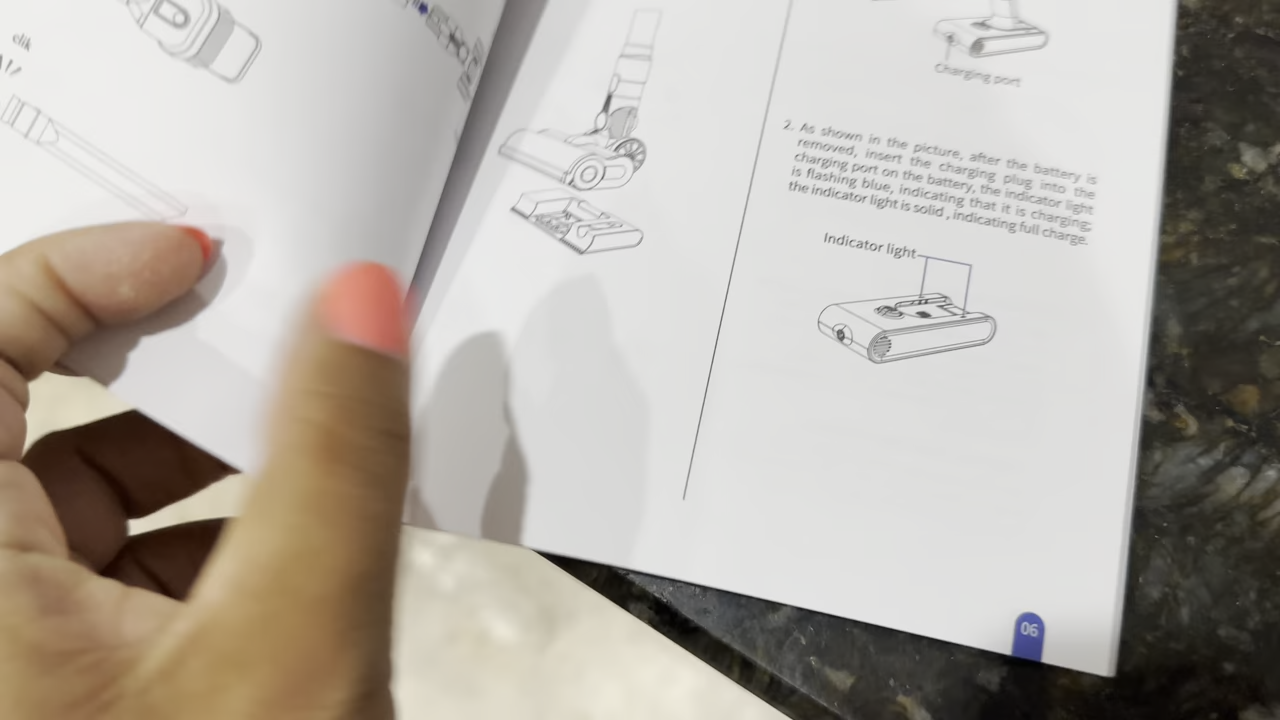 clik
Charging port
2. As shown in the picture, after the battery is
removed, insert the charging plug into the
charging port on the battery, the indicator light
is flashing blue, indicating that it is charging;
the indicator light is solid , indicating full charge.
Indicator light
06